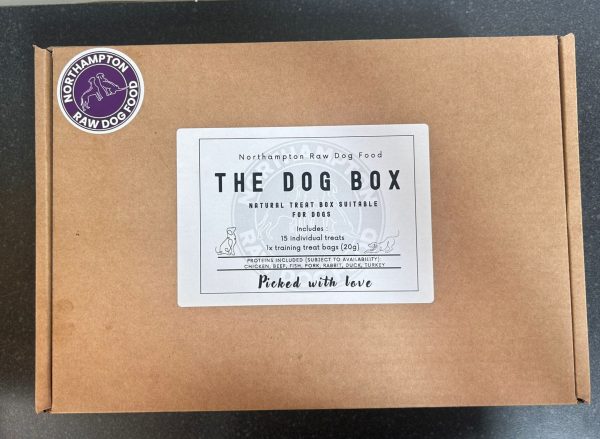 NORTHAMPTON
RAW DOG FOOD
Northampton Raw Dog Food
THE DOG BOX
NATURAL TREAT BOX SUITABLE
FOR DOGS
Includes :
15 individual treats
1x training treat bags (20g)
PROTEINS INCLUDED (SUBJECT TO AVAILABILITY):
CHICKEN, BEEF, FISH, PORK, RABBIT, DUCK, TURKEY
Picked with love